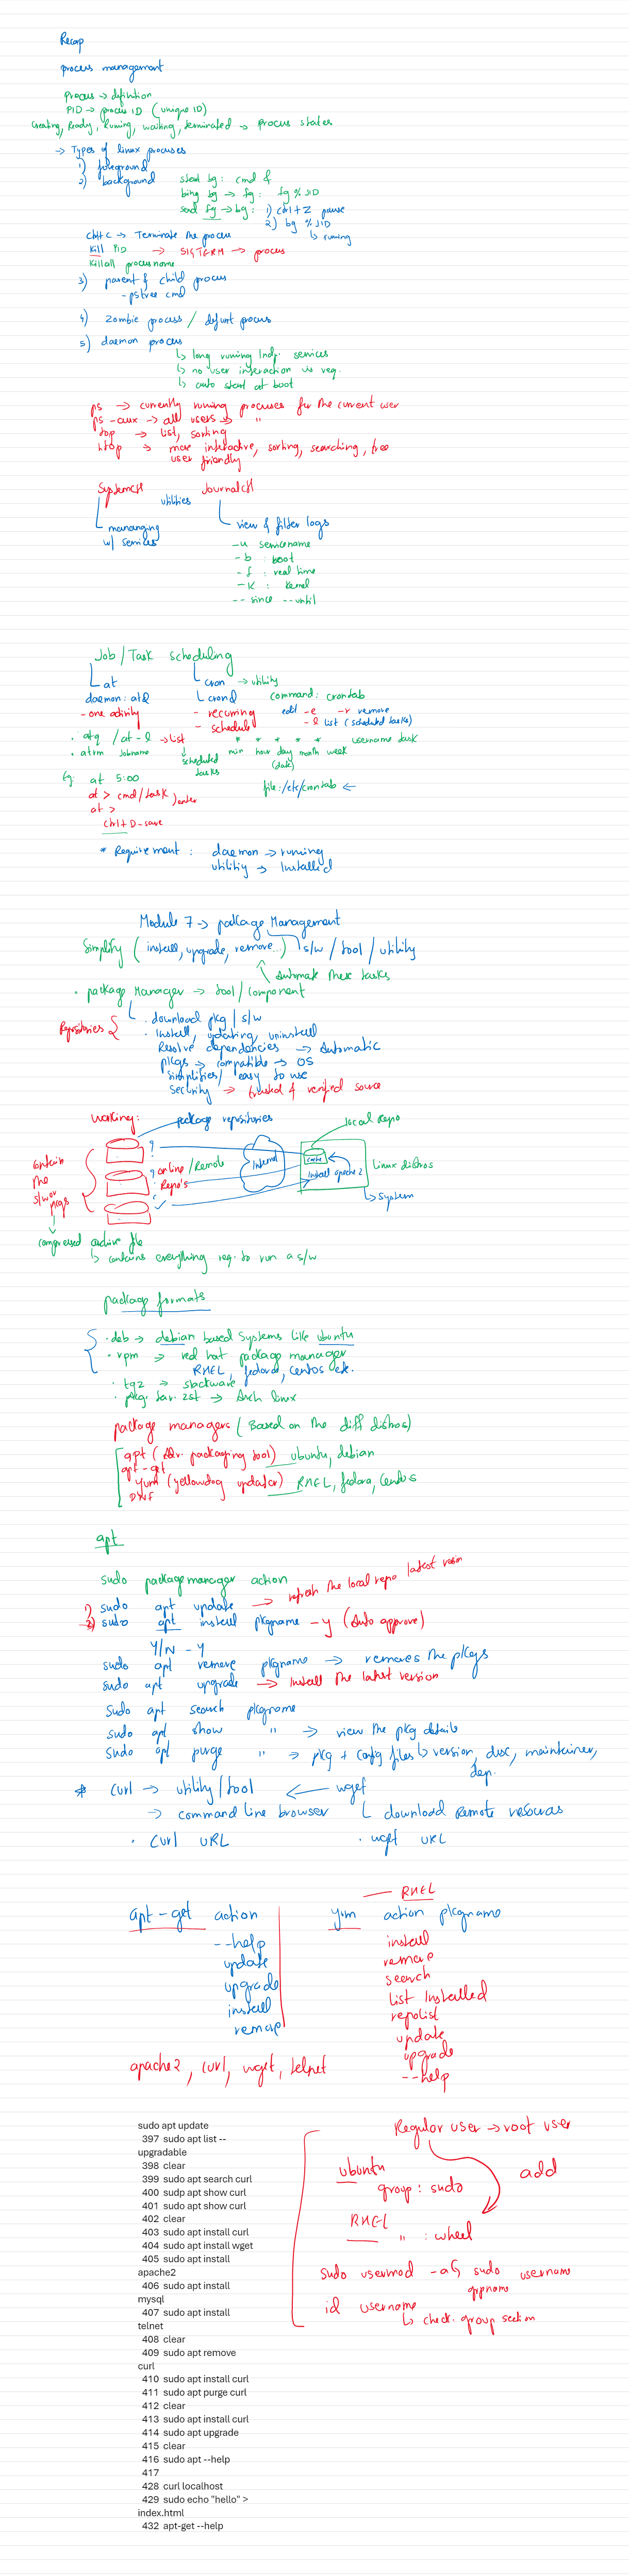 Recap
process management
Process → definition
PID → process ID (unique ID)
Creating, Ready, Running, waiting, terminated → process states
→ Types of linux processes
1) foreground
2) background
start bg : cmd &
bring bg → fg : fg % JID
send fg → bg : 1) ctrl + Z pause
2) bg % JID
↳ running
ctrl+c → Terminate the process
kill PID → SIGTERM → process
killall processname
3) parent & child process
- pstree cmd
4) Zombie process / defunt process
5) daemon process
↳ long running Indp. services
↳ no user interaction is req.
↳ auto start at boot
ps → currently running processes for the current user
ps -aux → all users → "
top → list, sorting
htop → more interactive, sorting, searching, tree
user friendly
Systemctl utilities Journalctl
managing
w/ services
view & filter logs
-u servicename
-b : boot
-f : real time
-k : kernel
-- since -- until
Job / Task scheduling
at
cron → utility
daemon: atd
crond
command: crontab
- one activity
- recurring
edit -e -r remove
- schedule
-l list (scheduled tasks)
• atq / at -l → list
scheduled
tasks
* * * * * username task
min hour day month week
(date)
• atrm Jobname
Eg: at 5:00
file: /etc/crontab ←
at > cmd / task
at > enter
ctrl + D - save
* Requirement : daemon → running
utility → Installed
Module 7 → package Management
Simplify (install, upgrade, remove...) s/w / tool / utility
Automate these tasks
• package Manager → tool / component
Repositories {
• download pkg | s/w
• Install, updating, uninstall
Resolve dependencies → Automatic
pkgs → compatible → OS
simplifies / easy to use
Security → trusted & verified source
Working:
package repositories
local Repo
contain
the
s/w or
pkgs
online / Remote
Repo's
Internet
cache
install apache 2
Linux distros
↳ System
compressed archive file
↳ contains everything req. to run a s/w
package formats
• deb → debian based Systems like ubuntu
• rpm → red hat package manager
RHEL, fedora, Centos etc.
• tgz → slackware
• pkg.tar.zst → Arch linux
package managers (Based on the diff distros)
apt (Adv. packaging tool) ubuntu, debian
apt-get
yum (yellowdog updater) RHEL, fedora, Centos
DNF
apt
sudo packagemanager action
1) sudo apt update → refresh the local repo latest version
2) sudo apt install pkgname -y (Auto approve)
Y/N - y
sudo apt remove pkgname → removes the pkgs
sudo apt upgrade → Install the latest version
sudo apt search pkgname
sudo apt show " → view the pkg details
sudo apt purge " → pkg + config files ↳ version, disc, maintainer,
dep.
* curl → utility / tool ← wget
→ command line browser ↳ download Remote resources
• curl URL • wget URL
apt-get action
--help
update
upgrade
install
remove
RHEL
yum action pkgname
install
remove
search
List Installed
repolist
update
upgrade
--help
apache2, curl, wget, telnet
sudo apt update
397 sudo apt list --
upgradable
398 clear
399 sudo apt search curl
400 sudp apt show curl
401 sudo apt show curl
402 clear
403 sudo apt install curl
404 sudo apt install wget
405 sudo apt install
apache2
406 sudo apt install
mysql
407 sudo apt install
telnet
408 clear
409 sudo apt remove
curl
410 sudo apt install curl
411 sudo apt purge curl
412 clear
413 sudo apt install curl
414 sudo apt upgrade
415 clear
416 sudo apt --help
417
428 curl localhost
429 sudo echo "hello" >
index.html
432 apt-get --help
Regular user → root user
add
ubuntu
group : sudo
RHEL
" : wheel
sudo usermod -aG sudo username
grpname
id username
↳ check group section